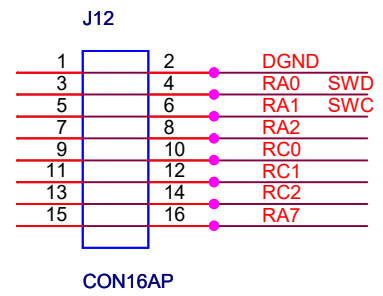 J12
1 2 DGND
3 4 RA0 SWD
5 6 RA1 SWC
7 8 RA2
9 10 RC0
11 12 RC1
13 14 RC2
15 16 RA7
CON16AP